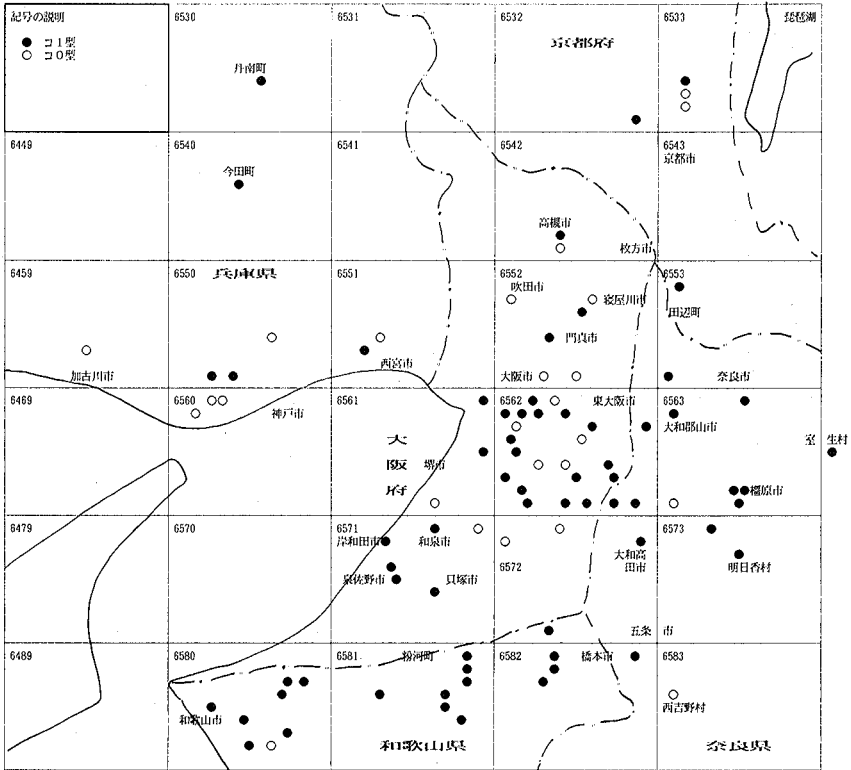 記号の説明
● コ1型
○ コ0型
6530
6531
6532
6533
琵琶湖
京都府
丹南町
6449
6540
6541
6542
6543
京都市
今田町
高槻市
枚方市
6459
6550
兵庫県
6551
6552
6553
吹田市
寝屋川市
田辺町
門真市
西宮市
加古川市
大阪市
奈良市
6469
6560
神戸市
6561
6562
東大阪市
6563
大和郡山市
大阪府
堺市
室生村
橿原市
6479
6570
6571
6572
6573
岸和田市
和泉市
大和高田市
明日香村
泉佐野市
貝塚市
五条市
6489
6580
6581
粉河町
6582
橋本市
6583
西吉野村
和歌山市
和歌山県
奈良県